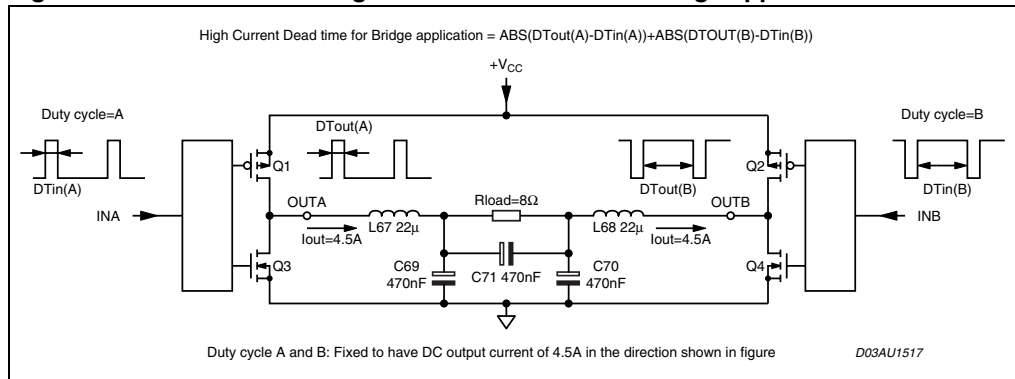 High Current Dead time for Bridge application = ABS(DTout(A)-DTin(A))+ABS(DTOUT(B)-DTin(B))
+VCC
Duty cycle=A
DTin(A)
INA
Q1
Q3
DTout(A)
OUTA
Iout=4.5A
L67 22μ
C69
470nF
Rload=8Ω
C71 470nF
C70
470nF
L68 22μ
Iout=4.5A
DTout(B)
OUTB
Q2
Q4
Duty cycle=B
DTin(B)
INB
Duty cycle A and B: Fixed to have DC output current of 4.5A in the direction shown in figure
D03AU1517